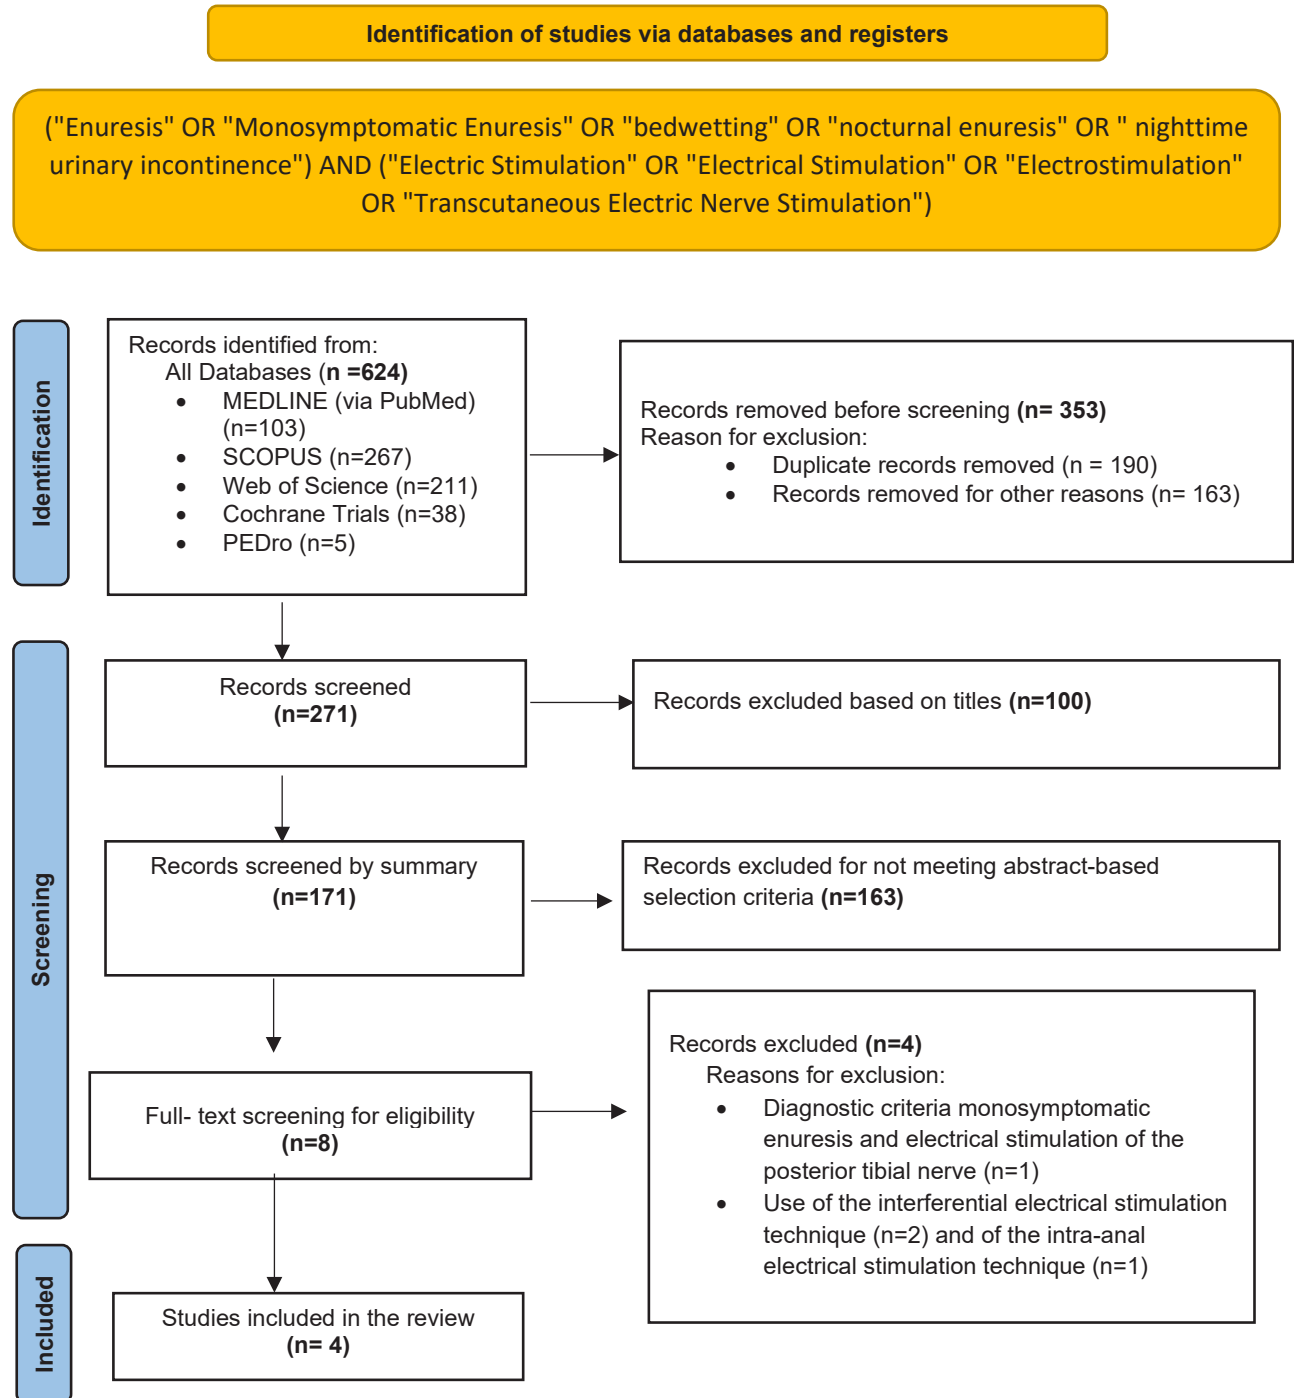 Identification of studies via databases and registers
("Enuresis" OR "Monosymptomatic Enuresis" OR "bedwetting" OR "nocturnal enuresis" OR " nighttime
urinary incontinence") AND ("Electric Stimulation" OR "Electrical Stimulation" OR "Electrostimulation"
OR "Transcutaneous Electric Nerve Stimulation")
Identification
Records identified from:
All Databases (n =624)
• MEDLINE (via PubMed)
(n=103)
• SCOPUS (n=267)
• Web of Science (n=211)
• Cochrane Trials (n=38)
• PEDro (n=5)
Records removed before screening (n= 353)
Reason for exclusion:
• Duplicate records removed (n = 190)
• Records removed for other reasons (n= 163)
Screening
Records screened
(n=271)
Records excluded based on titles (n=100)
Records screened by summary
(n=171)
Records excluded for not meeting abstract-based
selection criteria (n=163)
Full- text screening for eligibility
(n=8)
Records excluded (n=4)
Reasons for exclusion:
• Diagnostic criteria monosymptomatic
enuresis and electrical stimulation of the
posterior tibial nerve (n=1)
• Use of the interferential electrical stimulation
technique (n=2) and of the intra-anal
electrical stimulation technique (n=1)
Included
Studies included in the review
(n= 4)